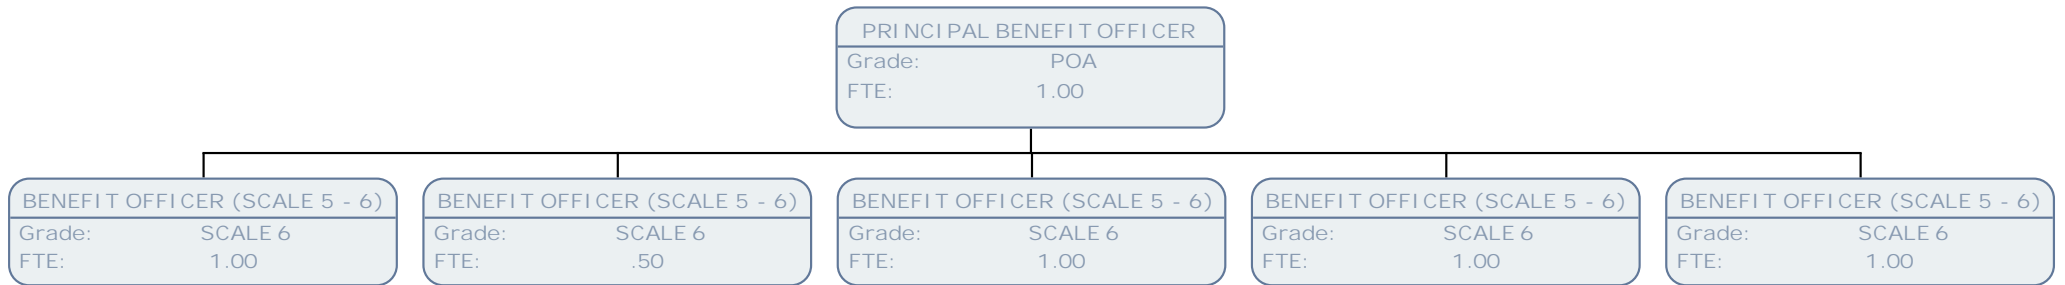 PRINCIPAL BENEFIT OFFICER
Grade: POA
FTE: 1.00
BENEFIT OFFICER (SCALE 5 - 6)
Grade: SCALE 6
FTE: 1.00
BENEFIT OFFICER (SCALE 5 - 6)
Grade: SCALE 6
FTE: .50
BENEFIT OFFICER (SCALE 5 - 6)
Grade: SCALE 6
FTE: 1.00
BENEFIT OFFICER (SCALE 5 - 6)
Grade: SCALE 6
FTE: 1.00
BENEFIT OFFICER (SCALE 5 - 6)
Grade: SCALE 6
FTE: 1.00